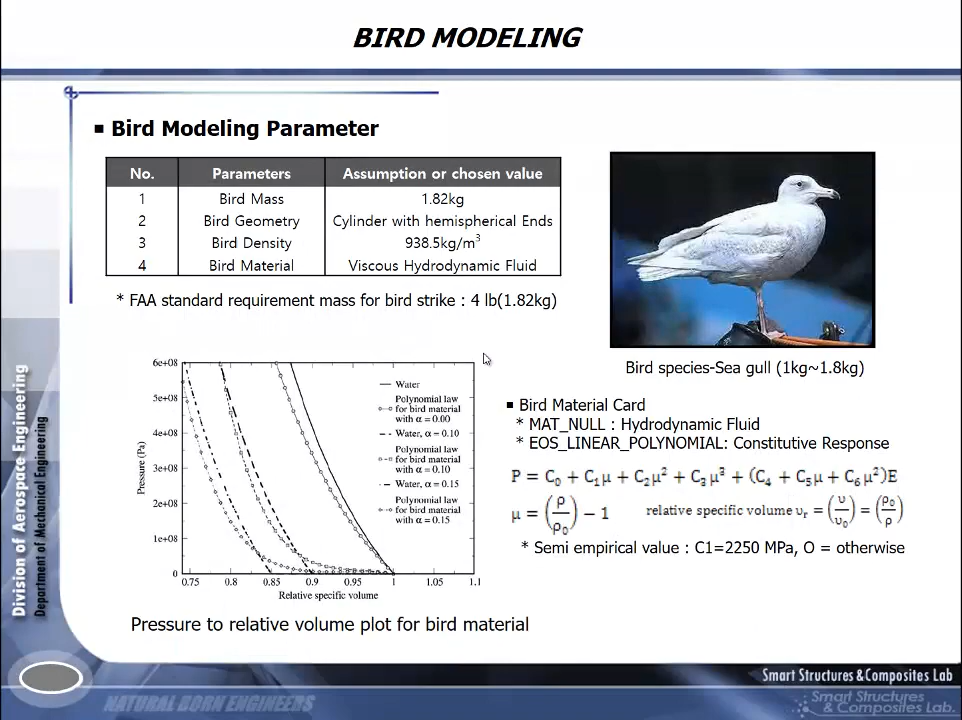 BIRD MODELING
▪ Bird Modeling Parameter
No. Parameters Assumption or chosen value
1 Bird Mass 1.82kg
2 Bird Geometry Cylinder with hemispherical Ends
3 Bird Density 938.5kg/m³
4 Bird Material Viscous Hydrodynamic Fluid
* FAA standard requirement mass for bird strike : 4 lb(1.82kg)
Bird species-Sea gull (1kg~1.8kg)
6e+08
5e+08
4e+08
3e+08
2e+08
1e+08
0
Pressure (Pa)
Water
Polynomial law
for bird material
with α = 0.00
Water, α = 0.10
Polynomial law
for bird material
with α = 0.10
Water, α = 0.15
Polynomial law
for bird material
with α = 0.15
0.75 0.8 0.85 0.9 0.95 1 1.05 1.1
Relative specific volume
Pressure to relative volume plot for bird material
▪ Bird Material Card
* MAT_NULL : Hydrodynamic Fluid
* EOS_LINEAR_POLYNOMIAL: Constitutive Response
P = C₀ + C₁μ + C₂μ² + C₃μ³ + (C₄ + C₅μ + C₆μ²)E
μ = (ρ/ρ₀) − 1 relative specific volume υᵣ = (υ/υ₀) = (ρ₀/ρ)
* Semi empirical value : C1=2250 MPa, O = otherwise
Division of Aerospace Engineering
Department of Mechanical Engineering
NATURAL BORN ENGINEERS
Smart Structures&Composites Lab
Smart Structures
& Composites Lab.